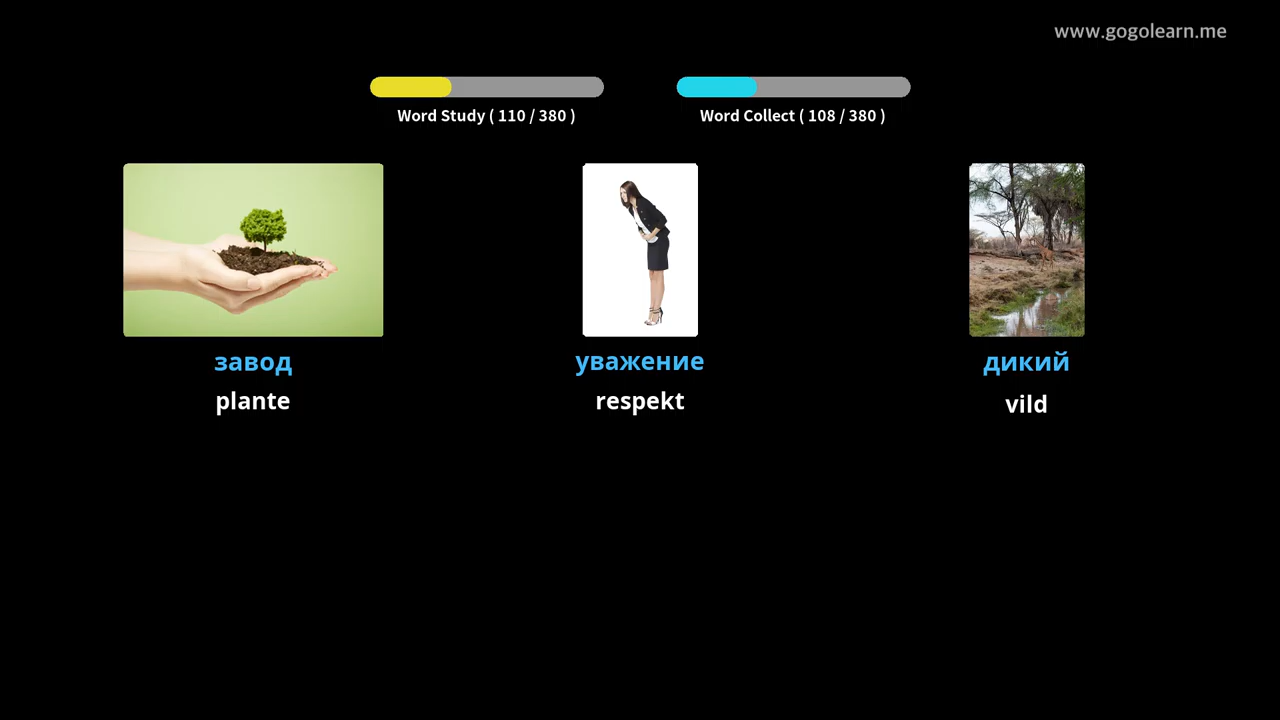 www.gogolearn.me
Word Study ( 110 / 380 )
Word Collect ( 108 / 380 )
завод
уважение
дикий
plante
respekt
vild